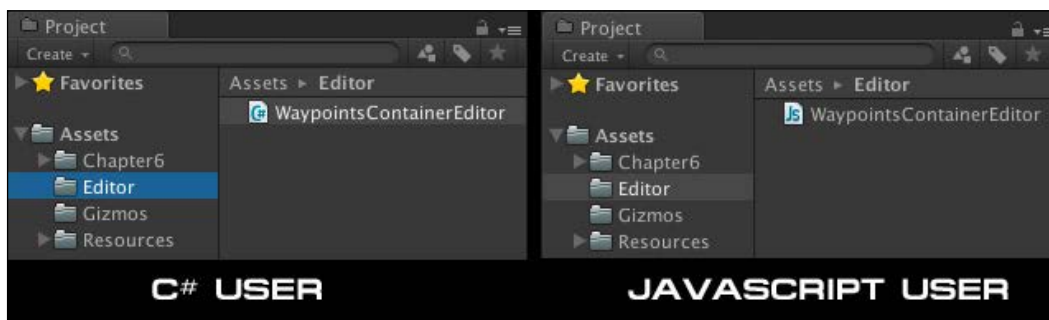 Project
Create
Favorites
Assets
Chapter6
Editor
Gizmos
Resources
Assets ▸ Editor
C# WaypointsContainerEditor
C# USER
Project
Create
Favorites
Assets
Chapter6
Editor
Gizmos
Resources
Assets ▸ Editor
Js WaypointsContainerEditor
JAVASCRIPT USER